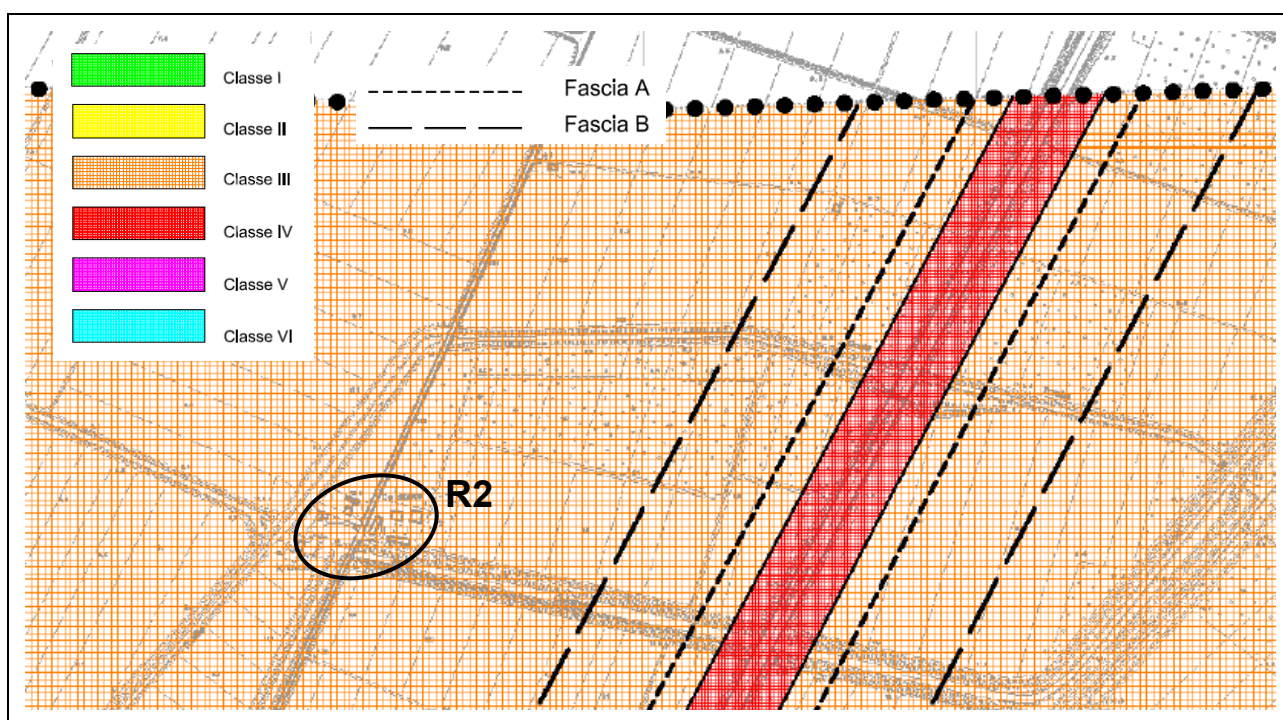 Classe I
Classe II
Classe III
Classe IV
Classe V
Classe VI
Fascia A
Fascia B
R2